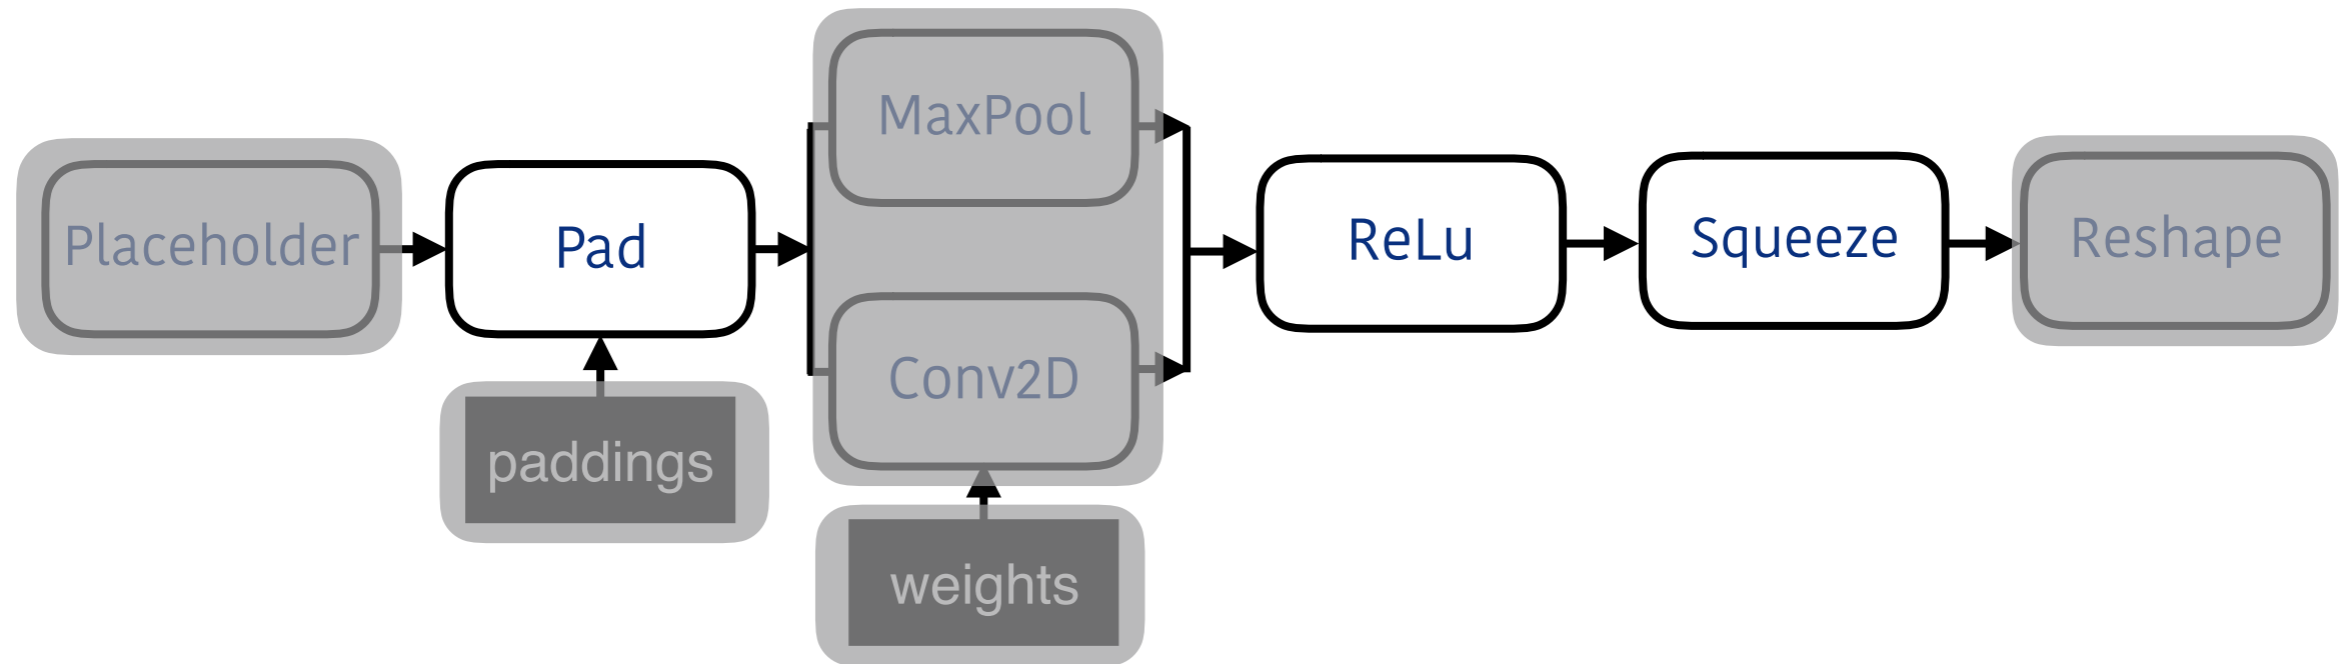 Placeholder
Pad
paddings
MaxPool
Conv2D
weights
ReLu
Squeeze
Reshape